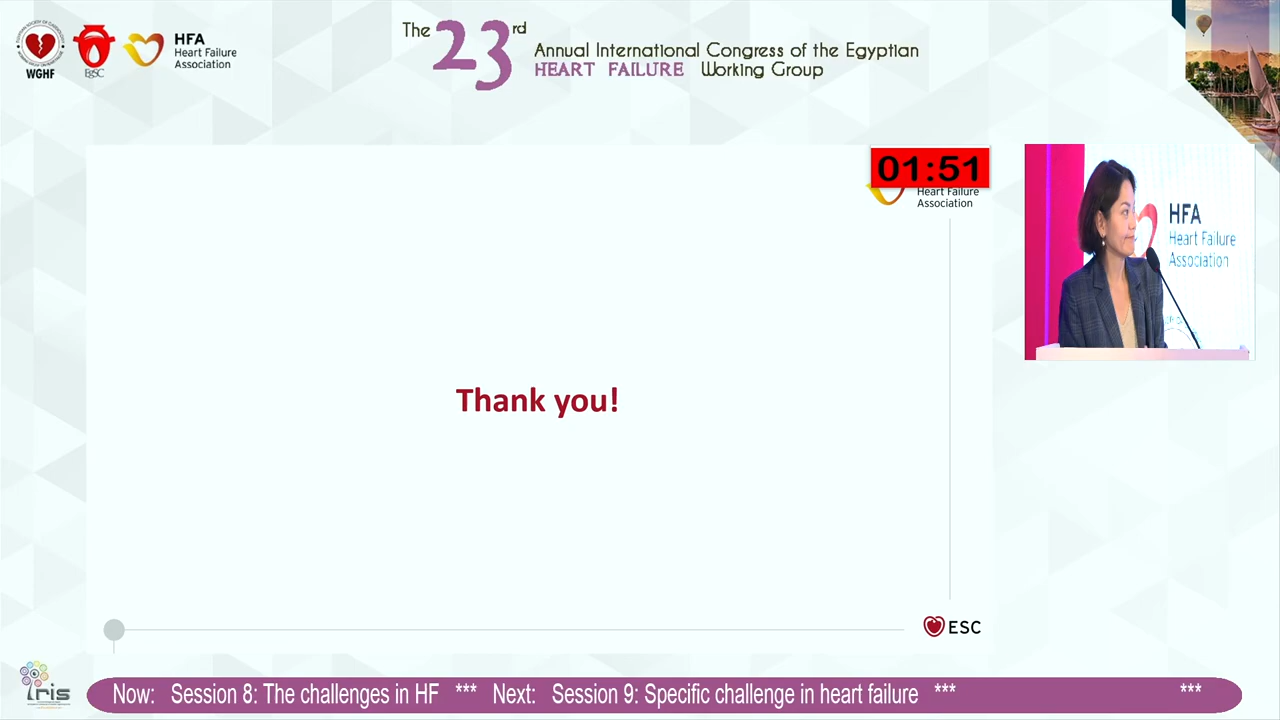 WGHF
EgSC
HFA
Heart Failure
Association
The 23rd
Annual International Congress of the Egyptian
HEART FAILURE Working Group
01:51
Heart Failure
Association
HFA
Heart Failure
Association
Thank you!
ESC
iris
Now: Session 8: The challenges in HF *** Next: Session 9: Specific challenge in heart failure *** ***